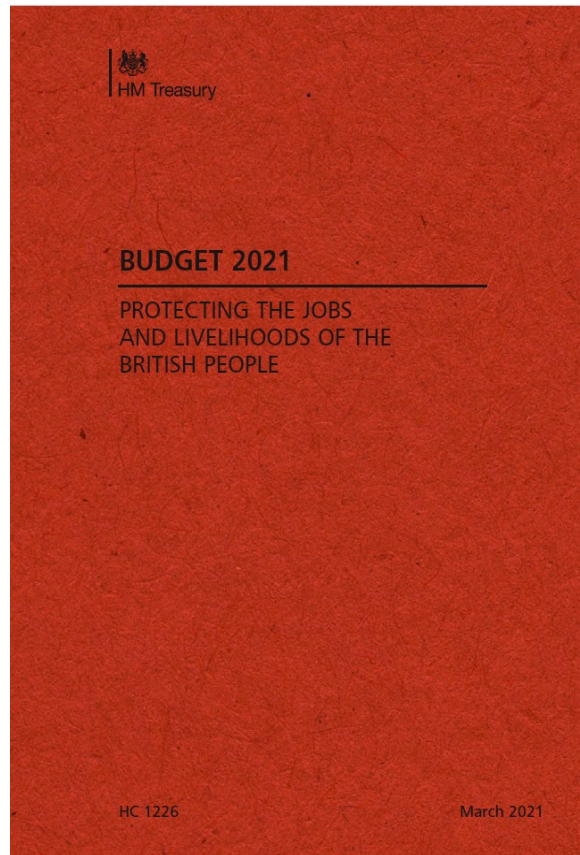 HM Treasury
BUDGET 2021
PROTECTING THE JOBS
AND LIVELIHOODS OF THE
BRITISH PEOPLE
HC 1226
March 2021